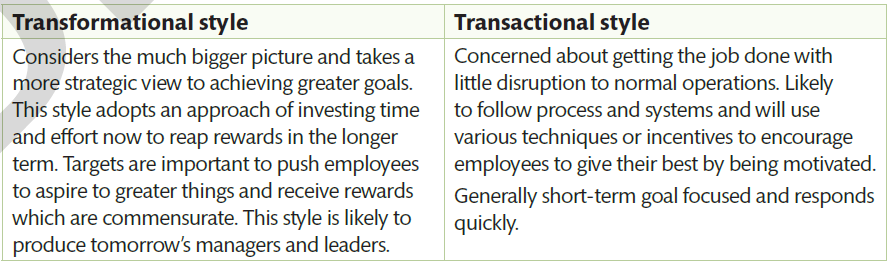 Transformational style
Considers the much bigger picture and takes a
more strategic view to achieving greater goals.
This style adopts an approach of investing time
and effort now to reap rewards in the longer
term. Targets are important to push employees
to aspire to greater things and receive rewards
which are commensurate. This style is likely to
produce tomorrow’s managers and leaders.
Transactional style
Concerned about getting the job done with
little disruption to normal operations. Likely
to follow process and systems and will use
various techniques or incentives to encourage
employees to give their best by being motivated.
Generally short-term goal focused and responds
quickly.